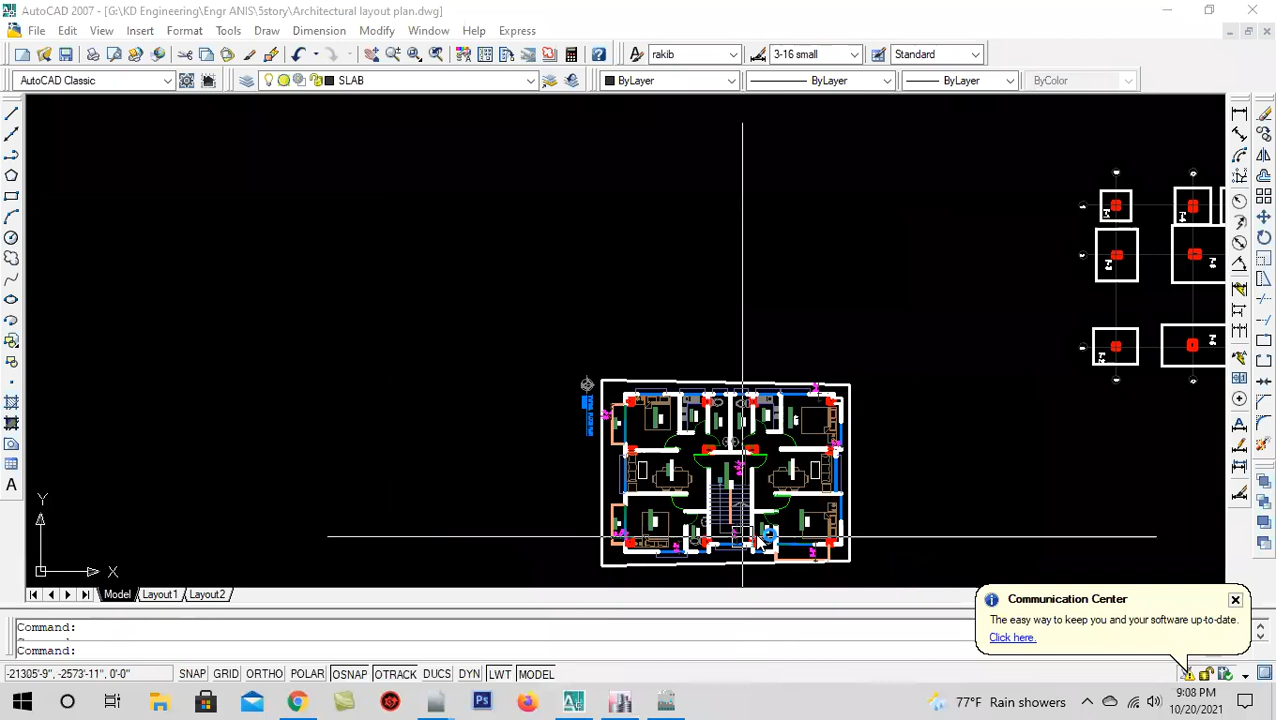 AutoCAD 2007 - [G:\KD Engineering\Engr ANIS\5story\Architectural layout plan.dwg]
File Edit View Insert Format Tools Draw Dimension Modify Window Help Express
rakib 3-16 small Standard
AutoCAD Classic SLAB ByLayer ByLayer ByLayer ByColor
Y
X
Model Layout1 Layout2
Communication Center
The easy way to keep you and your software up-to-date.
Click here.
Command:
Command:
-21305'-9", -2573'-11", 0'-0" SNAP GRID ORTHO POLAR OSNAP OTRACK DUCS DYN LWT MODEL
77°F Rain showers
9:08 PM
10/20/2021